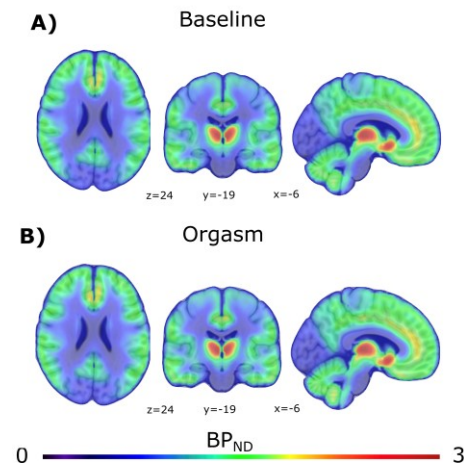 A) Baseline
z=24 y=-19 x=-6
B) Orgasm
z=24 y=-19 x=-6
BPND
0 3